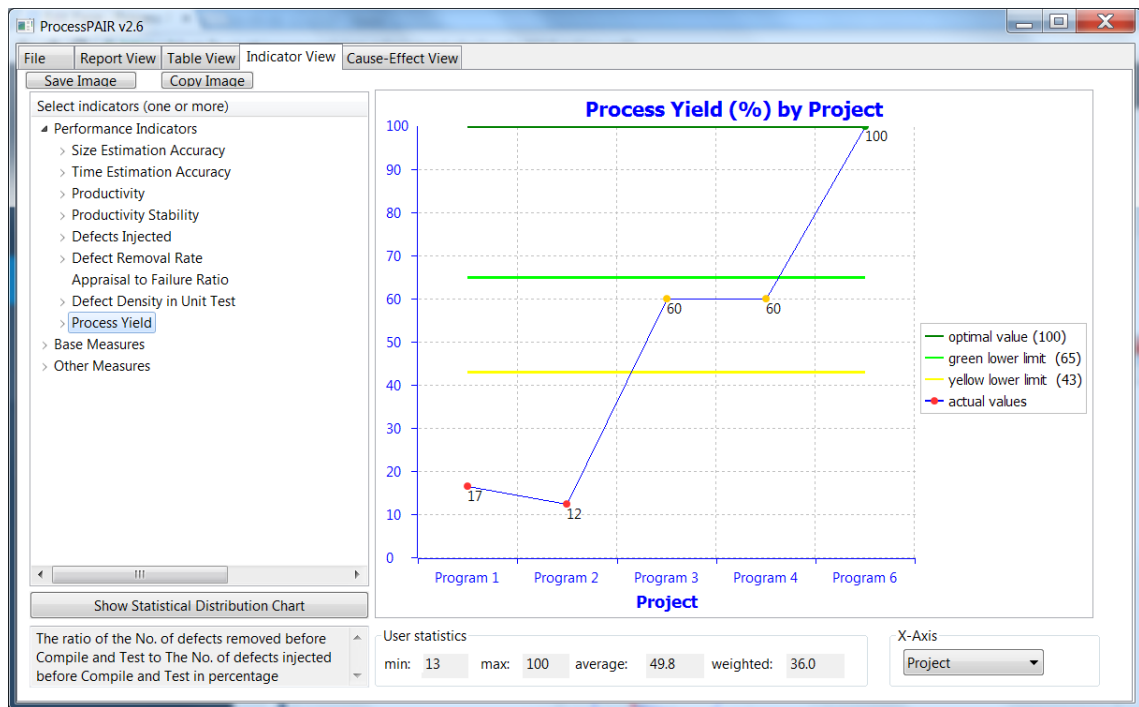 ProcessPAIR v2.6
File Report View Table View Indicator View Cause-Effect View
Save Image Copy Image
Select indicators (one or more)
Performance Indicators
Size Estimation Accuracy
Time Estimation Accuracy
Productivity
Productivity Stability
Defects Injected
Defect Removal Rate
Appraisal to Failure Ratio
Defect Density in Unit Test
Process Yield
Base Measures
Other Measures
Show Statistical Distribution Chart
The ratio of the No. of defects removed before
Compile and Test to The No. of defects injected
before Compile and Test in percentage
Process Yield (%) by Project
100
90
80
70
60
50
40
30
20
10
0
17
12
60
60
100
Program 1 Program 2 Program 3 Program 4 Program 6
Project
optimal value (100)
green lower limit (65)
yellow lower limit (43)
actual values
User statistics
min: 13 max: 100 average: 49.8 weighted: 36.0
X-Axis
Project